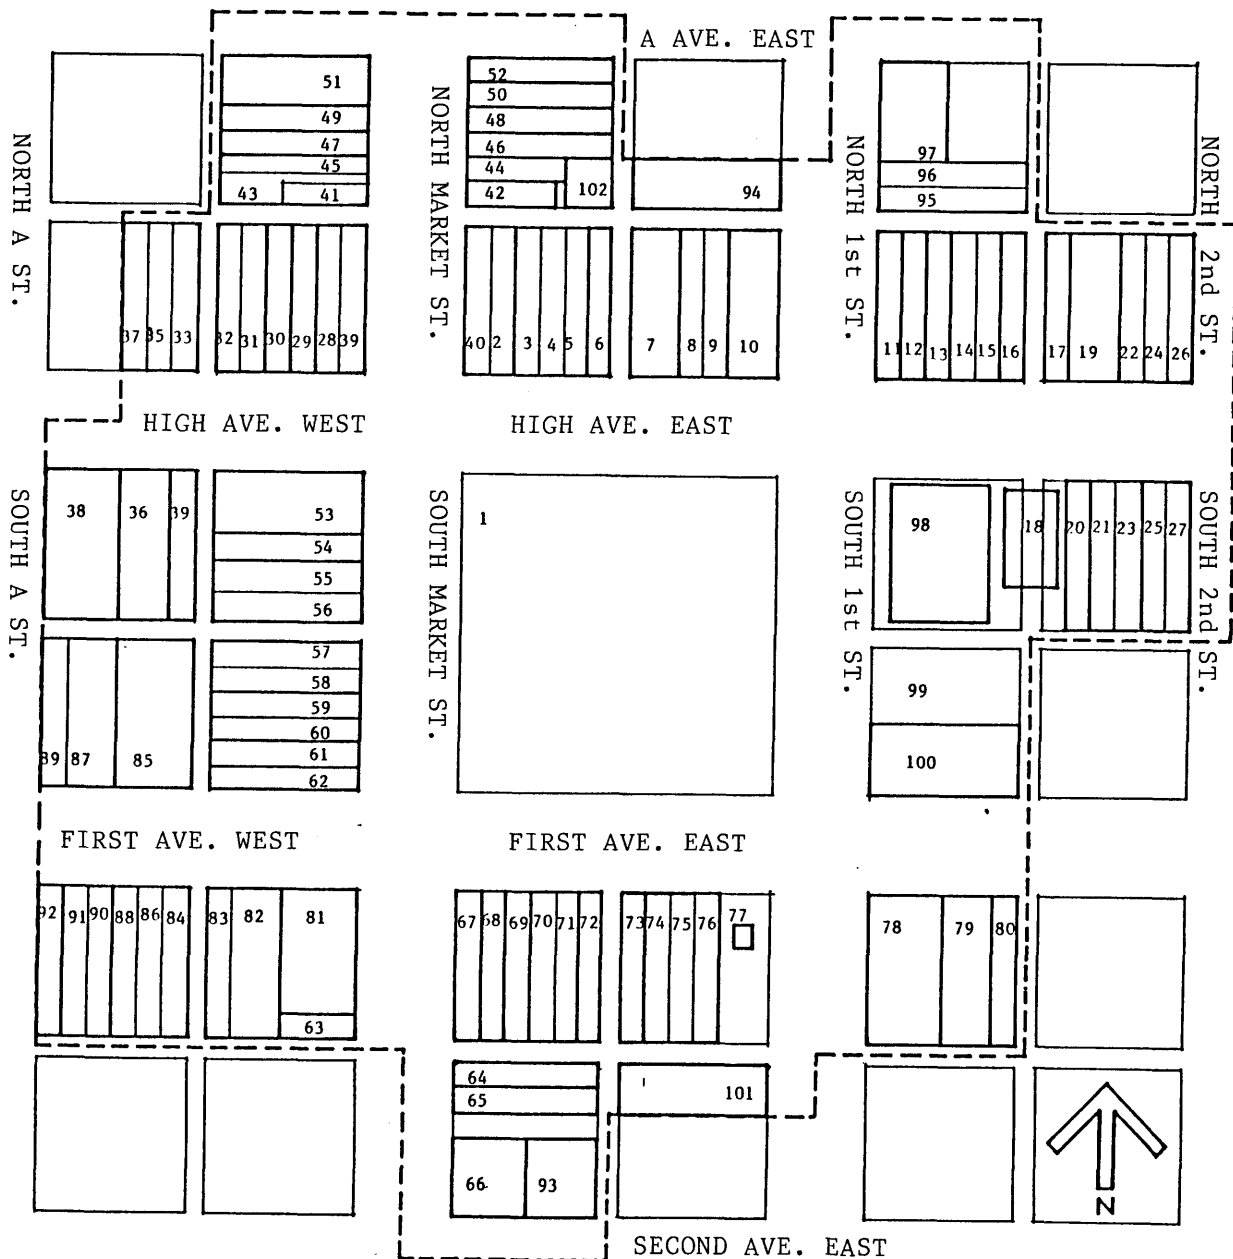 A AVE. EAST
51
49
47
45
43
41
52
50
48
46
44
42
102
94
97
96
95
NORTH A ST.
NORTH MARKET ST.
NORTH 1st ST.
NORTH 2nd ST.
37 35 33
32 31 30 29 28 39
40 2 3 4 5 6
7 8 9 10
11 12 13 14 15 16
17 19 22 24 26
HIGH AVE. WEST
HIGH AVE. EAST
SOUTH A ST.
SOUTH MARKET ST.
SOUTH 1st ST.
SOUTH 2nd ST.
38 36 39
53
54
55
56
1
98
18
20 21 23 25 27
57
58
59
60
61
62
39 87 85
99
100
FIRST AVE. WEST
FIRST AVE. EAST
92 91 90 88 86 84
83 82 81
63
67 68 69 70 71 72
73 74 75 76 77
78 79 80
64
65
66
93
101
N
SECOND AVE. EAST